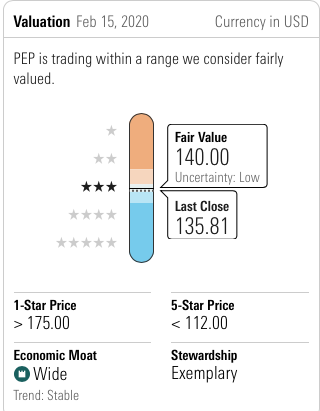 Valuation Feb 15, 2020 Currency in USD
PEP is trading within a range we consider fairly
valued.
★
★★
★★★
★★★★
★★★★★
Fair Value
140.00
Uncertainty: Low
Last Close
135.81
1-Star Price 5-Star Price
> 175.00 < 112.00
Economic Moat Stewardship
Wide Exemplary
Trend: Stable